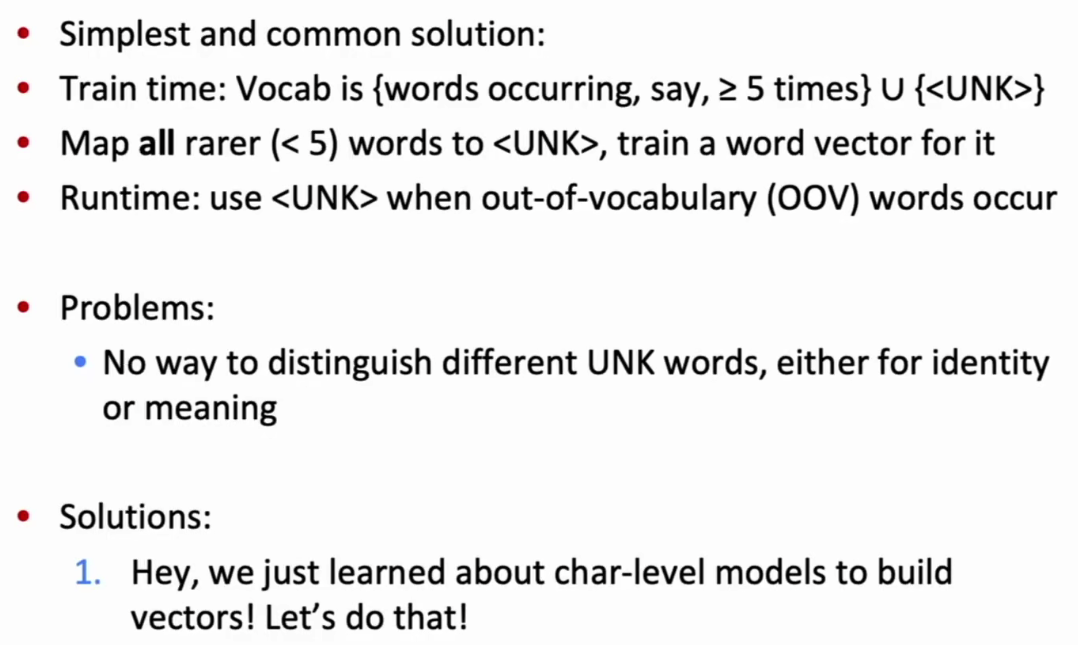 • Simplest and common solution:
• Train time: Vocab is {words occurring, say, ≥ 5 times} ∪ {<UNK>}
• Map all rarer (< 5) words to <UNK>, train a word vector for it
• Runtime: use <UNK> when out-of-vocabulary (OOV) words occur
• Problems:
• No way to distinguish different UNK words, either for identity
or meaning
• Solutions:
1. Hey, we just learned about char-level models to build
vectors! Let’s do that!